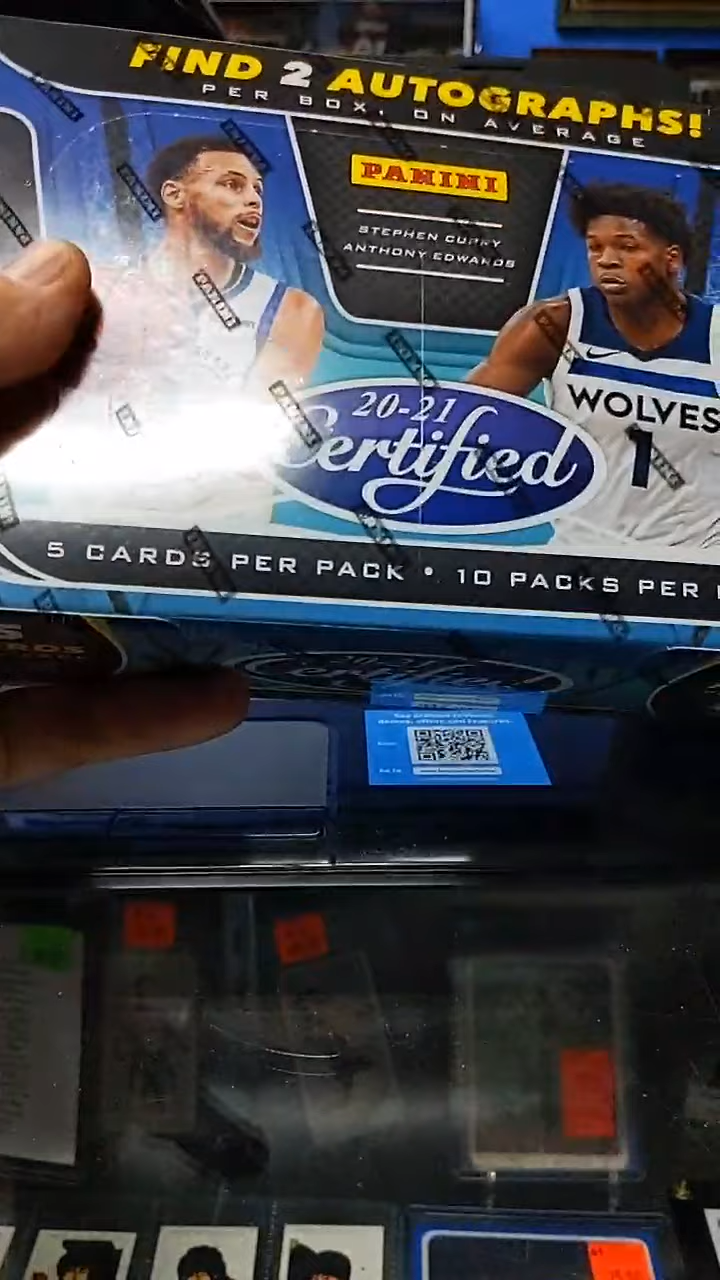 FIND 2 AUTOGRAPHS!
PER BOX, ON AVERAGE
PANINI
STEPHEN CURRY
ANTHONY EDWARDS
WOLVES
1
20-21
Certified
5 CARDS PER PACK • 10 PACKS PER